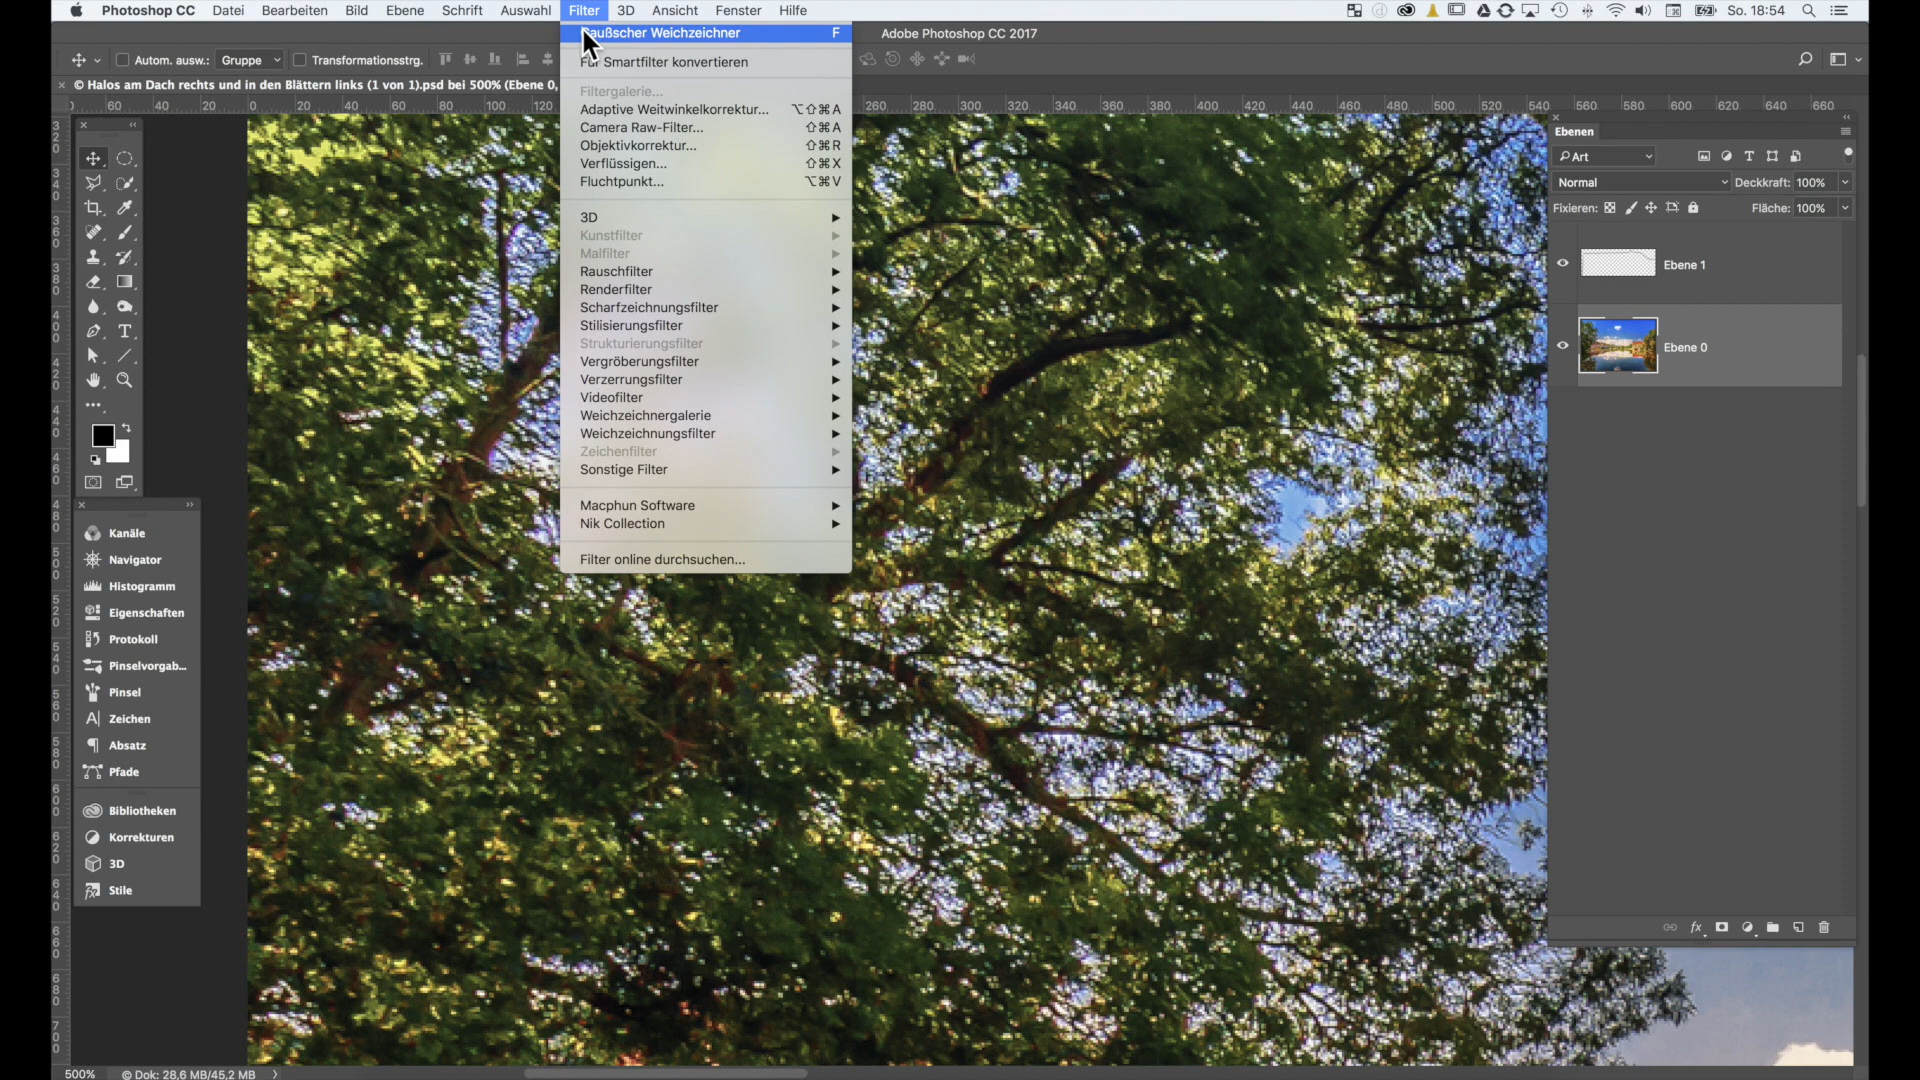 Photoshop CC Datei Bearbeiten Bild Ebene Schrift Auswahl Filter 3D Ansicht Fenster Hilfe So. 18:54
Adobe Photoshop CC 2017
Autom. ausw.: Gruppe Transformationsstrg.
© Halos am Dach rechts und in den Blättern links (1 von 1).psd bei 500% (Ebene 0,
60 40 20 0 20 40 60 80 100 120 260 280 300 320 340 360 380 400 420 440 460 480 500 520 540 560 580 600 620 640 660
Gaußscher Weichzeichner F
Für Smartfilter konvertieren
Filtergalerie...
Adaptive Weitwinkelkorrektur... ⌥⇧⌘A
Camera Raw-Filter... ⇧⌘A
Objektivkorrektur... ⇧⌘R
Verflüssigen... ⇧⌘X
Fluchtpunkt... ⌥⌘V
3D
Kunstfilter
Malfilter
Rauschfilter
Renderfilter
Scharfzeichnungsfilter
Stilisierungsfilter
Strukturierungsfilter
Vergröberungsfilter
Verzerrungsfilter
Videofilter
Weichzeichnergalerie
Weichzeichnungsfilter
Zeichenfilter
Sonstige Filter
Macphun Software
Nik Collection
Filter online durchsuchen...
Kanäle
Navigator
Histogramm
Eigenschaften
Protokoll
Pinselvorgab...
Pinsel
Zeichen
Absatz
Pfade
Bibliotheken
Korrekturen
3D
Stile
Ebenen
Art
Normal Deckkraft: 100%
Fixieren: Fläche: 100%
Ebene 1
Ebene 0
500% © Dok: 28,6 MB/45,2 MB